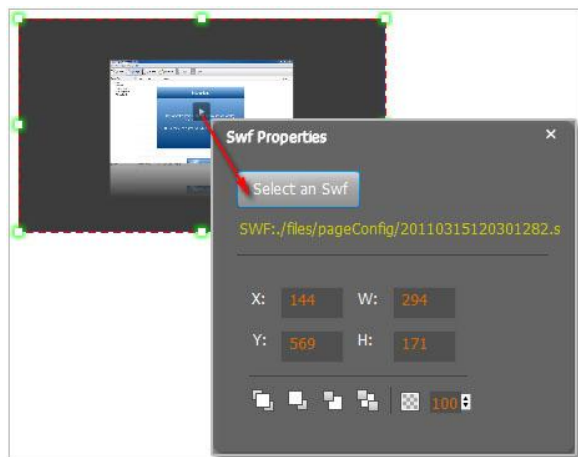 Swf Properties
Select an Swf
SWF:./files/pageConfig/20110315120301282.s
X: 144 W: 294
Y: 569 H: 171
100